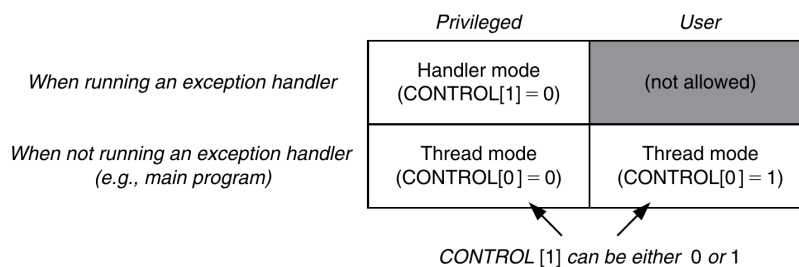 Privileged User
When running an exception handler
Handler mode
(CONTROL[1] = 0)
(not allowed)
When not running an exception handler
(e.g., main program)
Thread mode
(CONTROL[0] = 0)
Thread mode
(CONTROL[0] = 1)
CONTROL [1] can be either 0 or 1